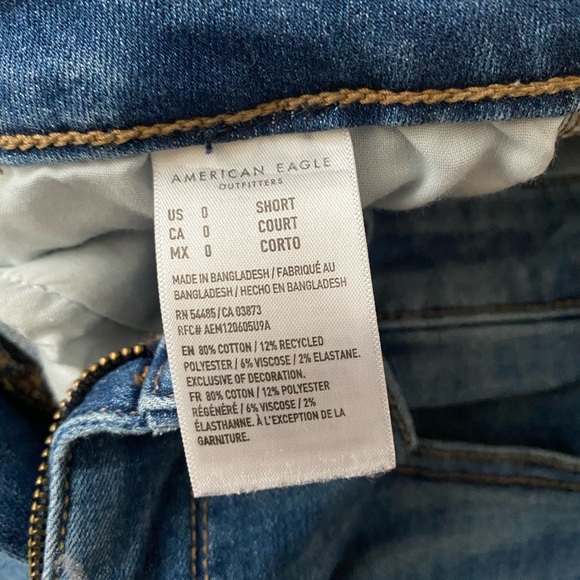 AMERICAN EAGLE
OUTFITTERS
US 0 SHORT
CA 0 COURT
MX 0 CORTO
MADE IN BANGLADESH / FABRIQUÉ AU
BANGLADESH / HECHO EN BANGLADESH
RN 54485/CA 03873
RFC# AEM120605U9A
EN 80% COTTON / 12% RECYCLED
POLYESTER / 6% VISCOSE / 2% ELASTANE.
EXCLUSIVE OF DECORATION.
FR 80% COTON / 12% POLYESTER
RÉGÉNÉRÉ / 6% VISCOSE / 2%
ÉLASTHANNE. À L'EXCEPTION DE LA
GARNITURE.